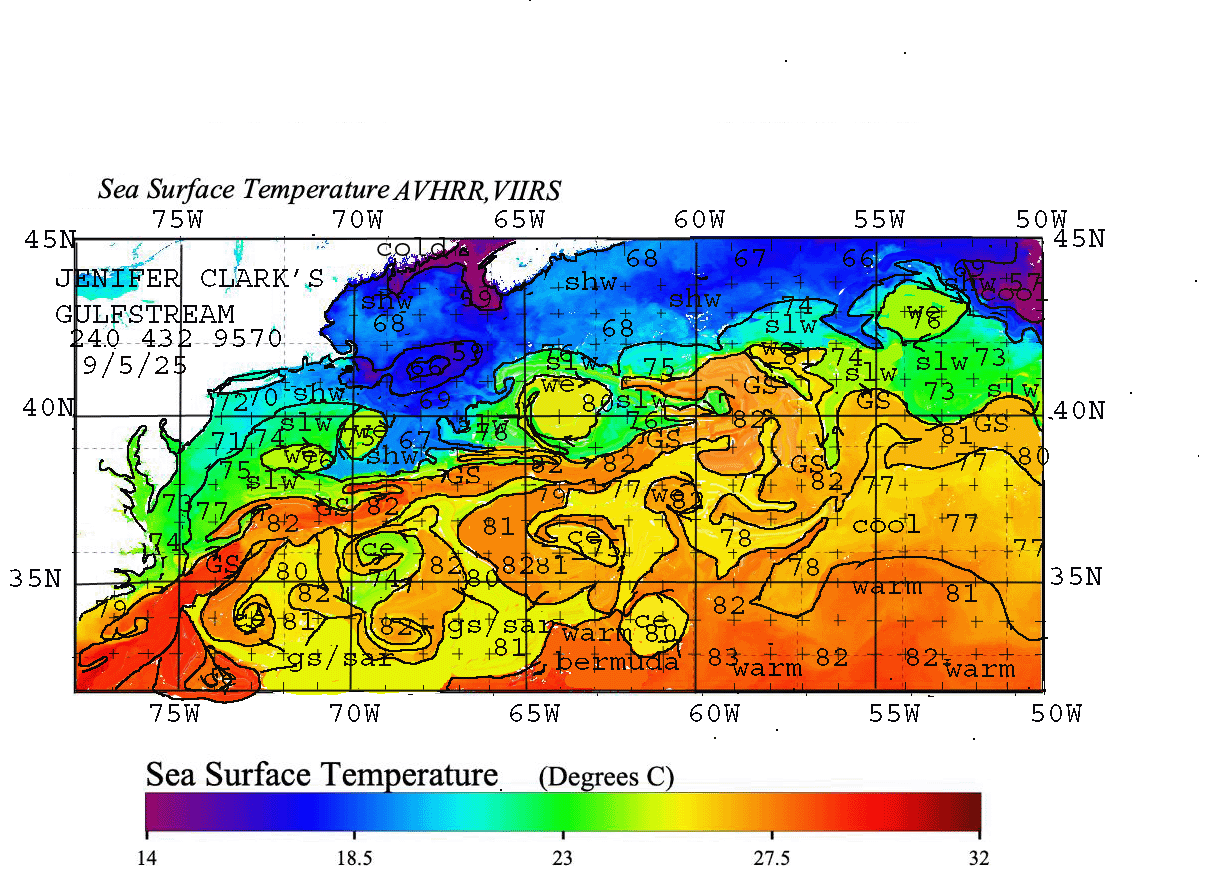 Sea Surface Temperature AVHRR,VIIRS
75W 70W 65W 60W 55W 50W
45N 45N
cold 68 67 66
JENIFER CLARK'S shw shw 57
GULFSTREAM shw 59 shw 74 we 76
240 432 9570 68 68 slw
9/5/25 66 59 76 slw 75 we 81 74 slw 73
72 70 shw we slw GS slw 73 slw
40N 69 80 slw GS 40N
71 74 slw we 75 67 slw 78 76 GS 81 GS
75 we shw 82 82 GS 77 80
slw GS 79 we 82 82 77
73 77 82 GS 82 81 cool 77
74 ce ce 75 78 77
35N GS 80 74 82 80 82 81 78 warm 81 35N
79 82 82 ce
81 82 gs/sar warm 80
gs/sar 81 bermuda 83 warm 82 82 warm
ce
75W 70W 65W 60W 55W 50W
Sea Surface Temperature (Degrees C)
14 18.5 23 27.5 32